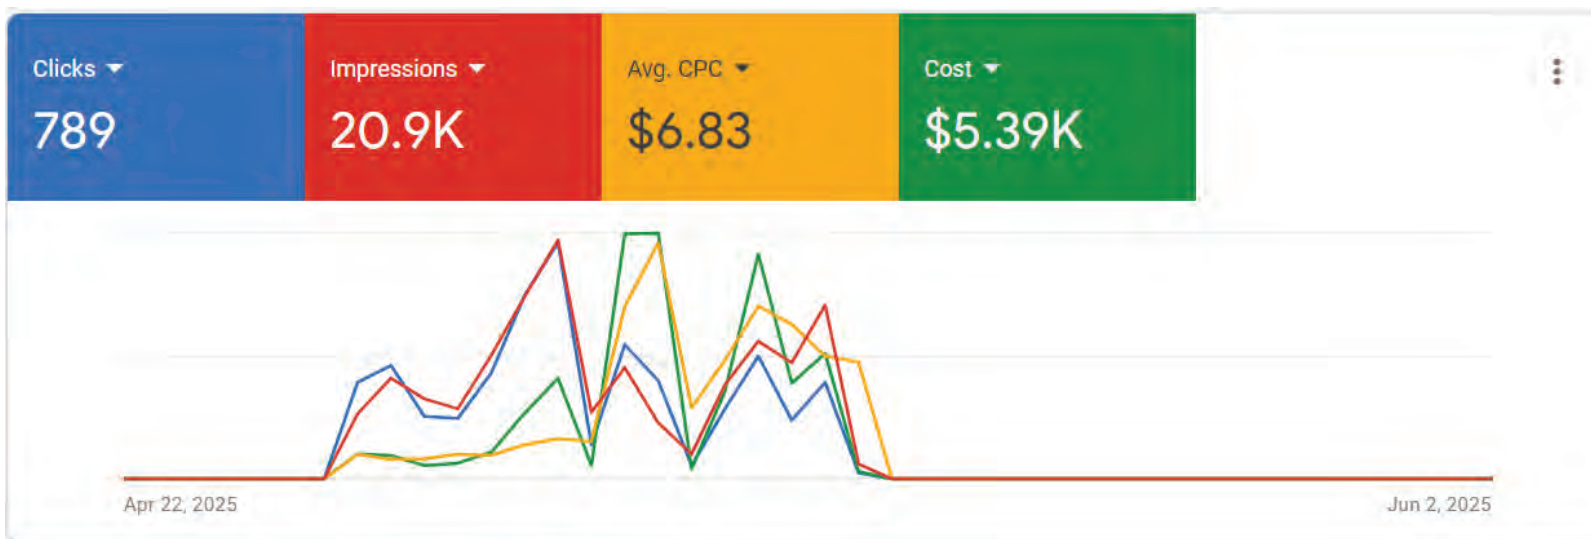 Clicks
789
Impressions
20.9K
Avg. CPC
$6.83
Cost
$5.39K
Apr 22, 2025
Jun 2, 2025